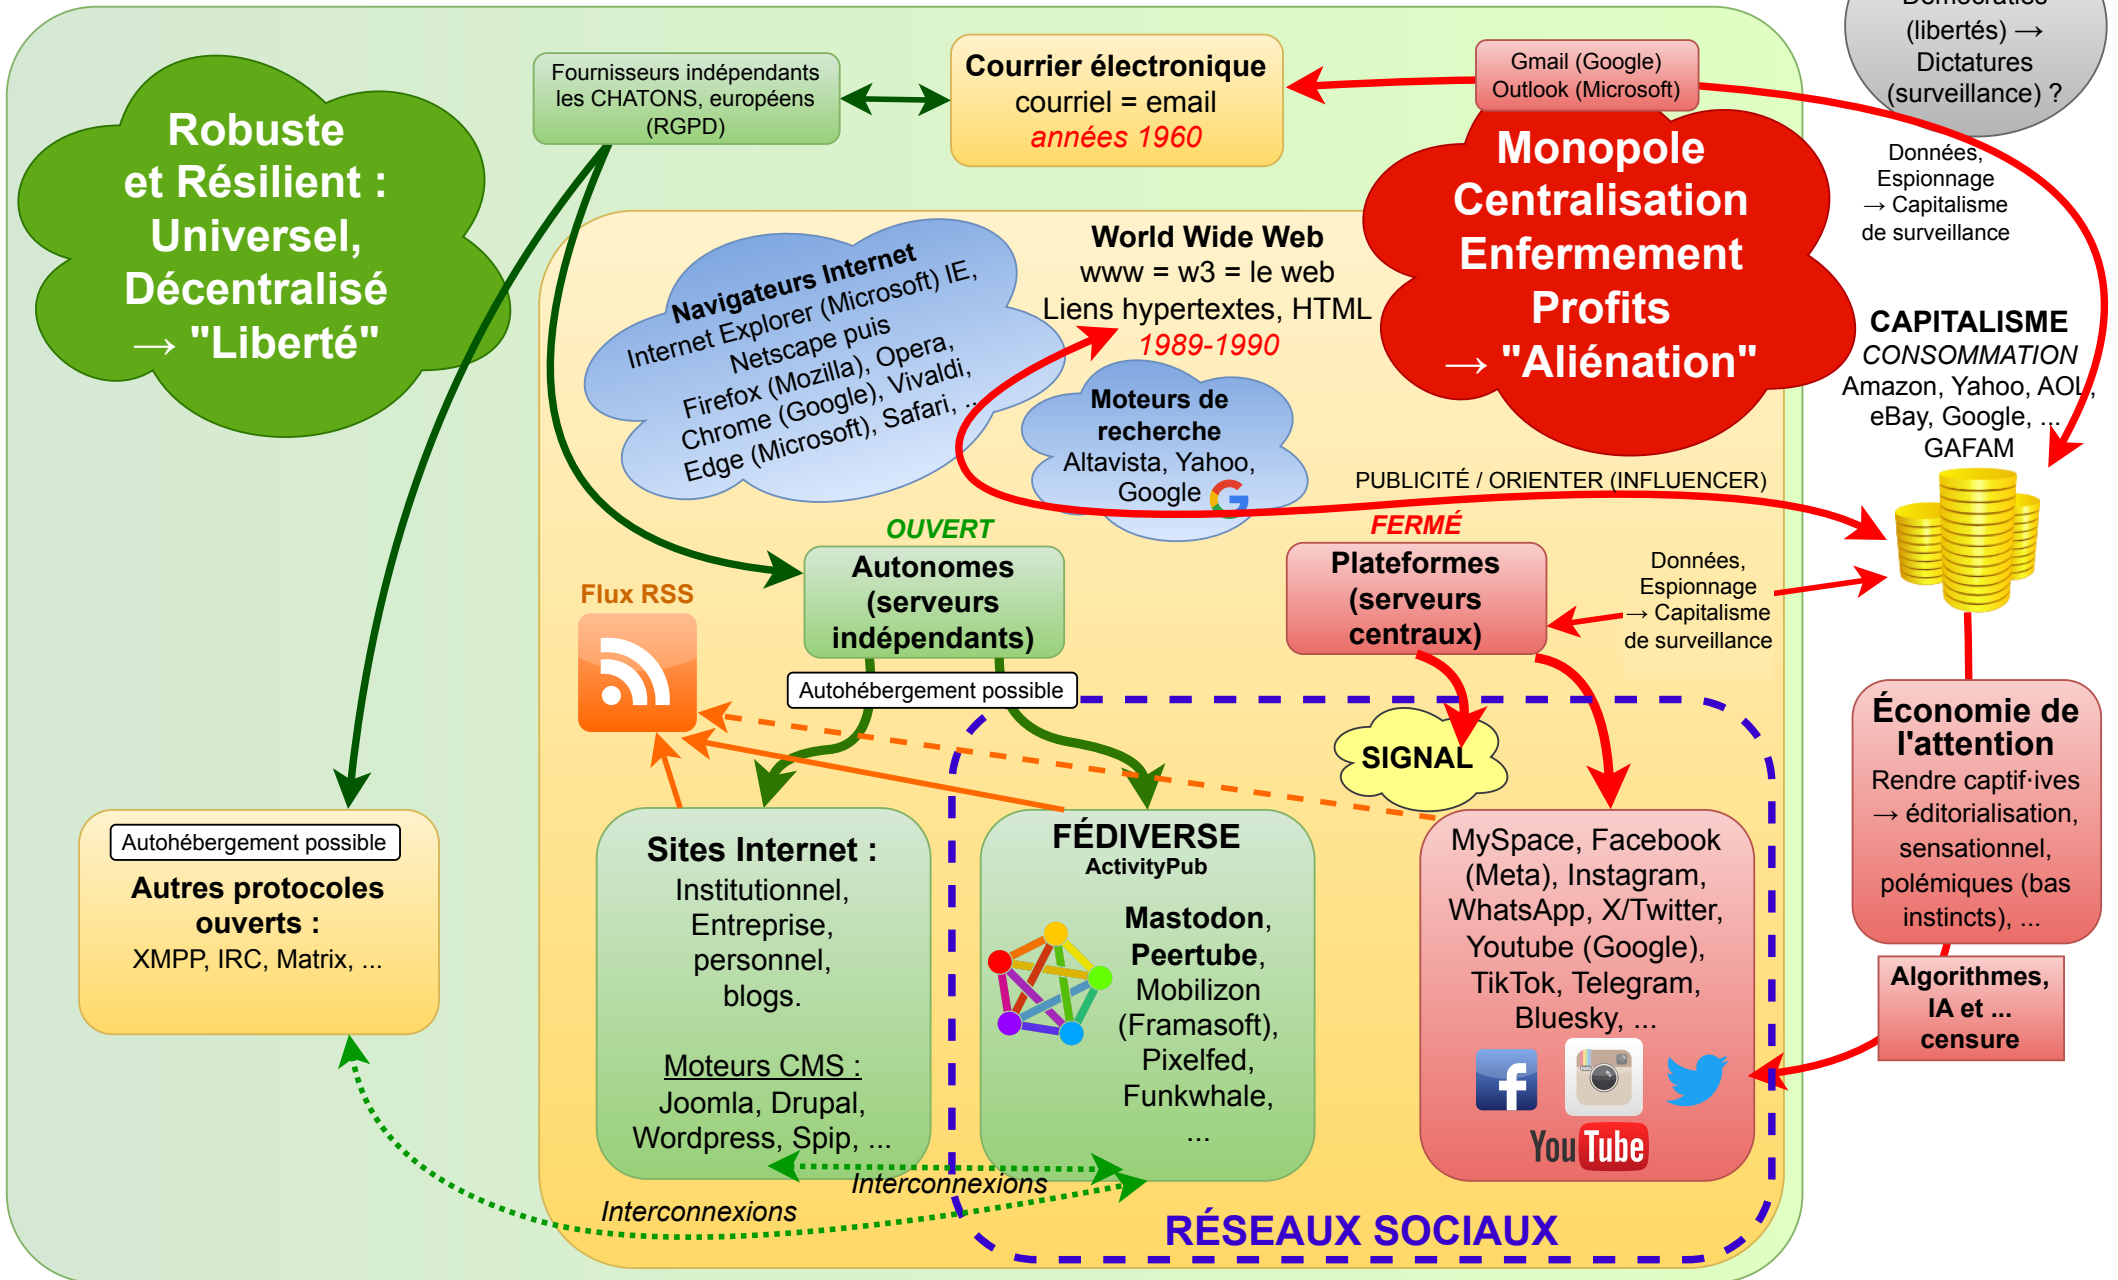 Démocraties
(libertés) →
Dictatures
(surveillance) ?
Fournisseurs indépendants
les CHATONS, européens
(RGPD)
Courrier électronique
courriel = email
années 1960
Gmail (Google)
Outlook (Microsoft)
Robuste
et Résilient :
Universel,
Décentralisé
→ "Liberté"
Monopole
Centralisation
Enfermement
Profits
→ "Aliénation"
Données,
Espionnage
→ Capitalisme
de surveillance
Navigateurs Internet
Internet Explorer (Microsoft) IE,
Netscape puis
Firefox (Mozilla), Opera,
Chrome (Google), Vivaldi,
Edge (Microsoft), Safari, ..
World Wide Web
www = w3 = le web
Liens hypertextes, HTML
1989-1990
Moteurs de
recherche
Altavista, Yahoo,
Google
CAPITALISME
CONSOMMATION
Amazon, Yahoo, AOL,
eBay, Google, ...
GAFAM
PUBLICITÉ / ORIENTER (INFLUENCER)
OUVERT
Autonomes
(serveurs
indépendants)
Autohébergement possible
FERMÉ
Plateformes
(serveurs
centraux)
Données,
Espionnage
→ Capitalisme
de surveillance
Flux RSS
SIGNAL
Économie de
l'attention
Rendre captif·ives
→ éditorialisation,
sensationnel,
polémiques (bas
instincts), ...
Algorithmes,
IA et ...
censure
Autohébergement possible
Autres protocoles
ouverts :
XMPP, IRC, Matrix, ...
Sites Internet :
Institutionnel,
Entreprise,
personnel,
blogs.
Moteurs CMS :
Joomla, Drupal,
Wordpress, Spip, ...
FÉDIVERSE
ActivityPub
Mastodon,
Peertube,
Mobilizon
(Framasoft),
Pixelfed,
Funkwhale,
...
MySpace, Facebook
(Meta), Instagram,
WhatsApp, X/Twitter,
Youtube (Google),
TikTok, Telegram,
Bluesky, ...
f
YouTube
Interconnexions
Interconnexions
RÉSEAUX SOCIAUX